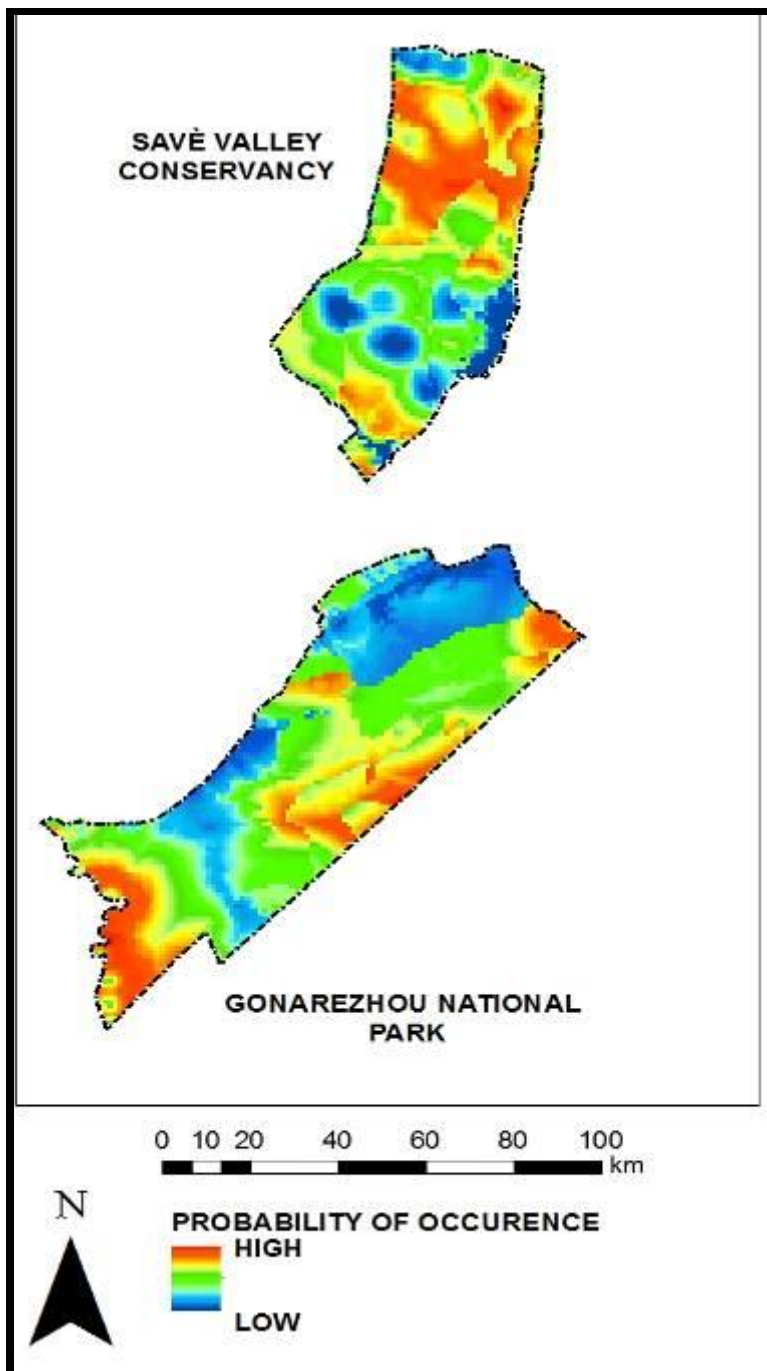 SAVÈ VALLEY
CONSERVANCY
GONAREZHOU NATIONAL
PARK
0 10 20 40 60 80 100
km
N
PROBABILITY OF OCCURENCE
HIGH
LOW